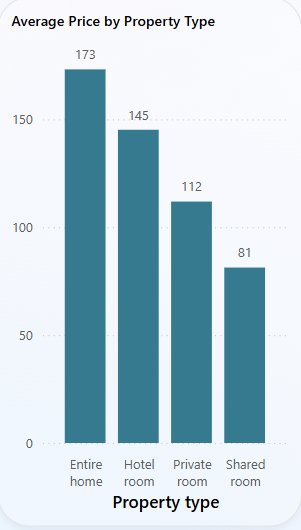 Average Price by Property Type
173
145
112
81
150
100
50
0
Entire home
Hotel room
Private room
Shared room
Property type